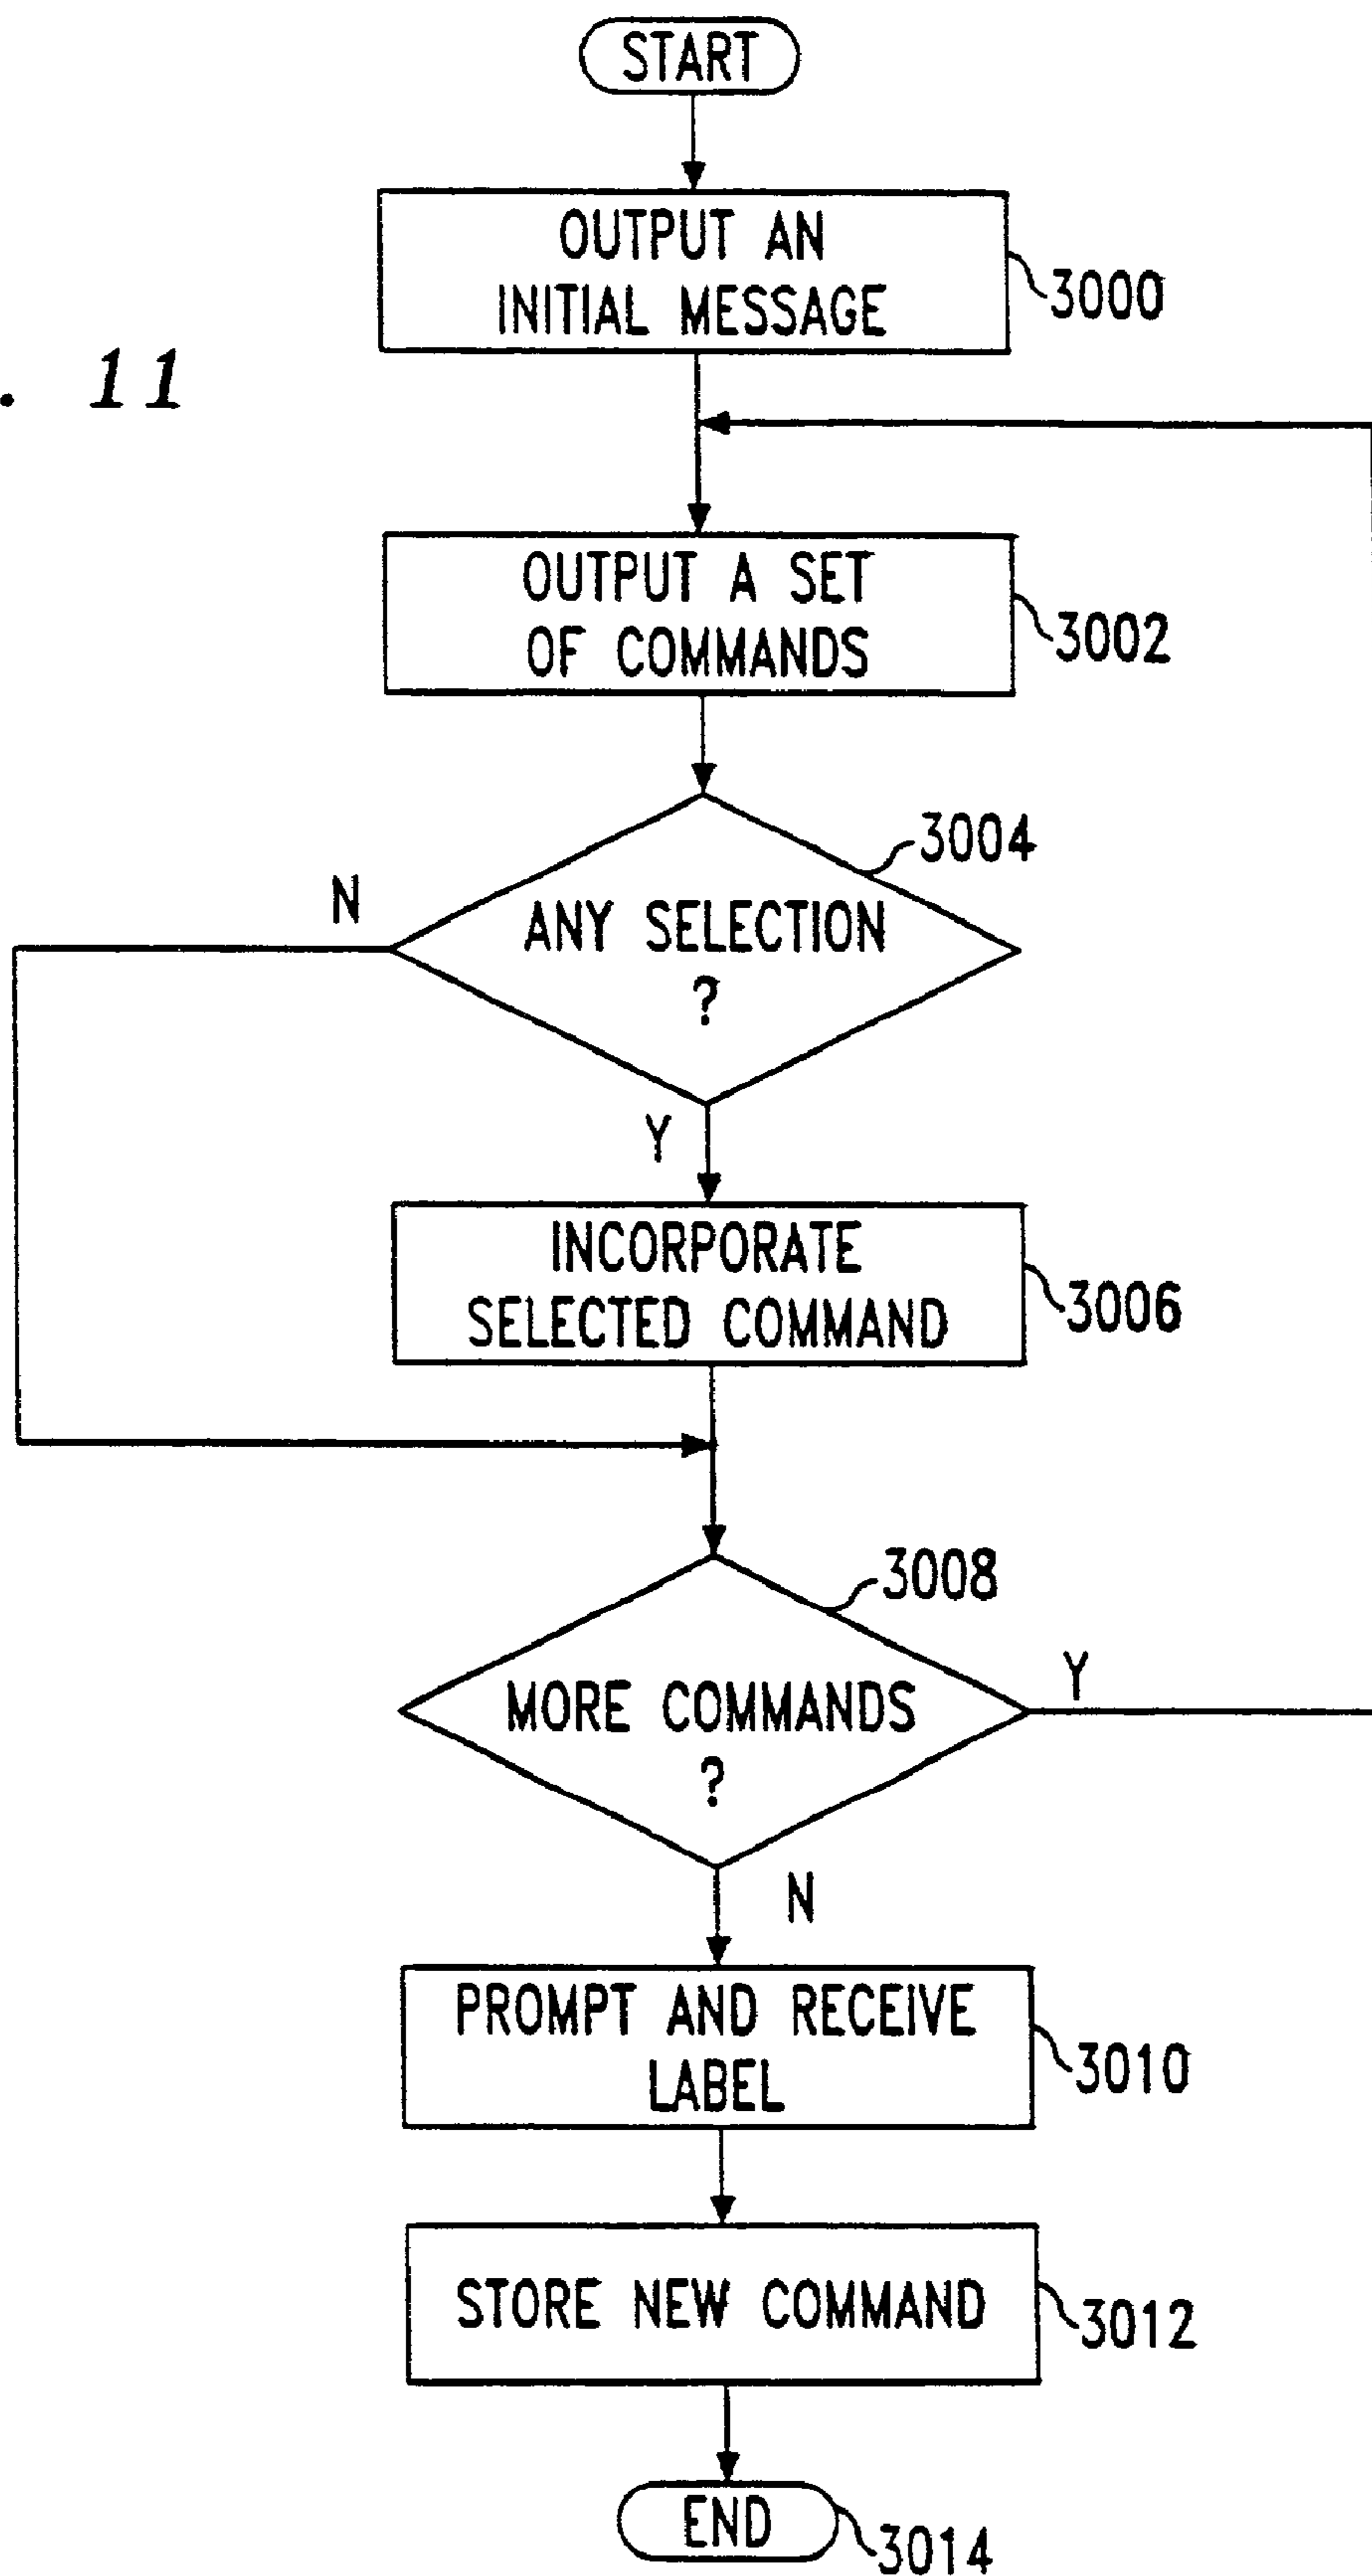 START
OUTPUT AN
INITIAL MESSAGE
3000
. 11
OUTPUT A SET
OF COMMANDS
3002
3004
N
ANY SELECTION
?
Y
INCORPORATE
SELECTED COMMAND
3006
3008
Y
MORE COMMANDS
?
N
PROMPT AND RECEIVE
LABEL
3010
STORE NEW COMMAND
3012
END
3014